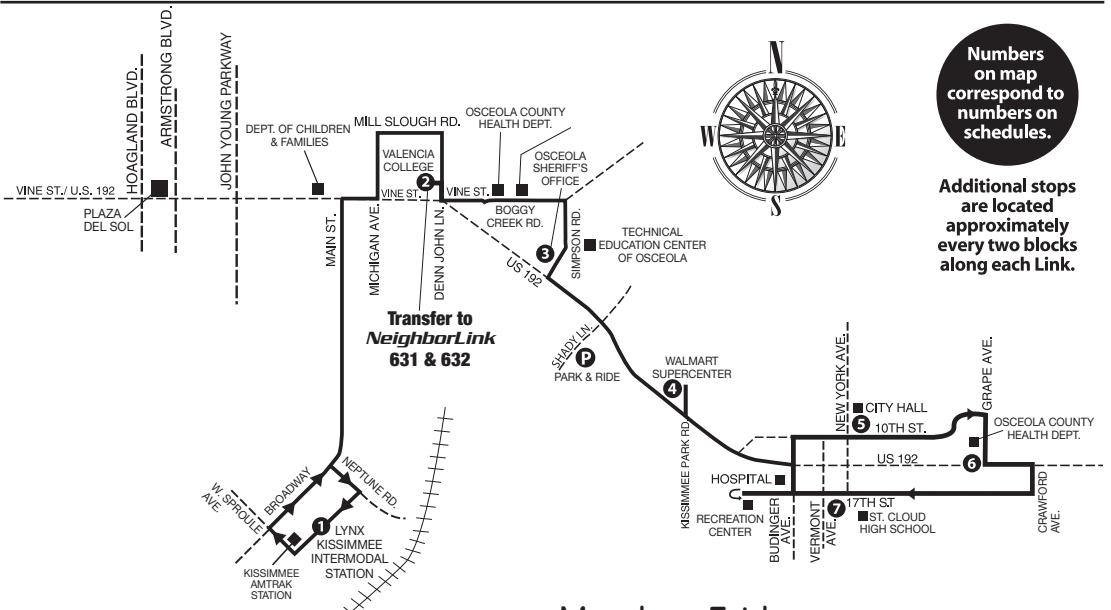 HOAGLAND BLVD.
ARMSTRONG BLVD.
JOHN YOUNG PARKWAY
VINE ST./ U.S. 192
PLAZA
DEL SOL
DEPT. OF CHILDREN
& FAMILIES
MAIN ST.
MILL SLOUGH RD.
VALENCIA
COLLEGE
2
VINE ST.
MICHIGAN AVE.
DENN JOHN LN.
VINE ST.
OSCEOLA COUNTY
HEALTH DEPT.
OSCEOLA
SHERIFF'S
OFFICE
BOGGY
CREEK RD.
3
SIMPSON RD.
TECHNICAL
EDUCATION CENTER
OF OSCEOLA
US 192
Transfer to
NeighborLink
631 & 632
SHADY LN.
P
PARK & RIDE
WALMART
SUPERCENTER
4
KISSIMMEE PARK RD.
N
W
E
S
Numbers
on map
correspond to
numbers on
schedules.
Additional stops
are located
approximately
every two blocks
along each Link.
NEW YORK AVE.
CITY HALL
5
10TH ST.
GRAPE AVE.
OSCEOLA COUNTY
HEALTH DEPT.
US 192
6
HOSPITAL
RECREATION
CENTER
BUDINGER
AVE.
VERMONT
AVE.
7
17TH ST
ST. CLOUD
HIGH SCHOOL
CRAWFORD
AVE.
BROADWAY
NEPTUNE RD.
W. SPROULE
AVE
1
LYNX
KISSIMMEE
INTERMODAL
STATION
KISSIMMEE
AMTRAK
STATION